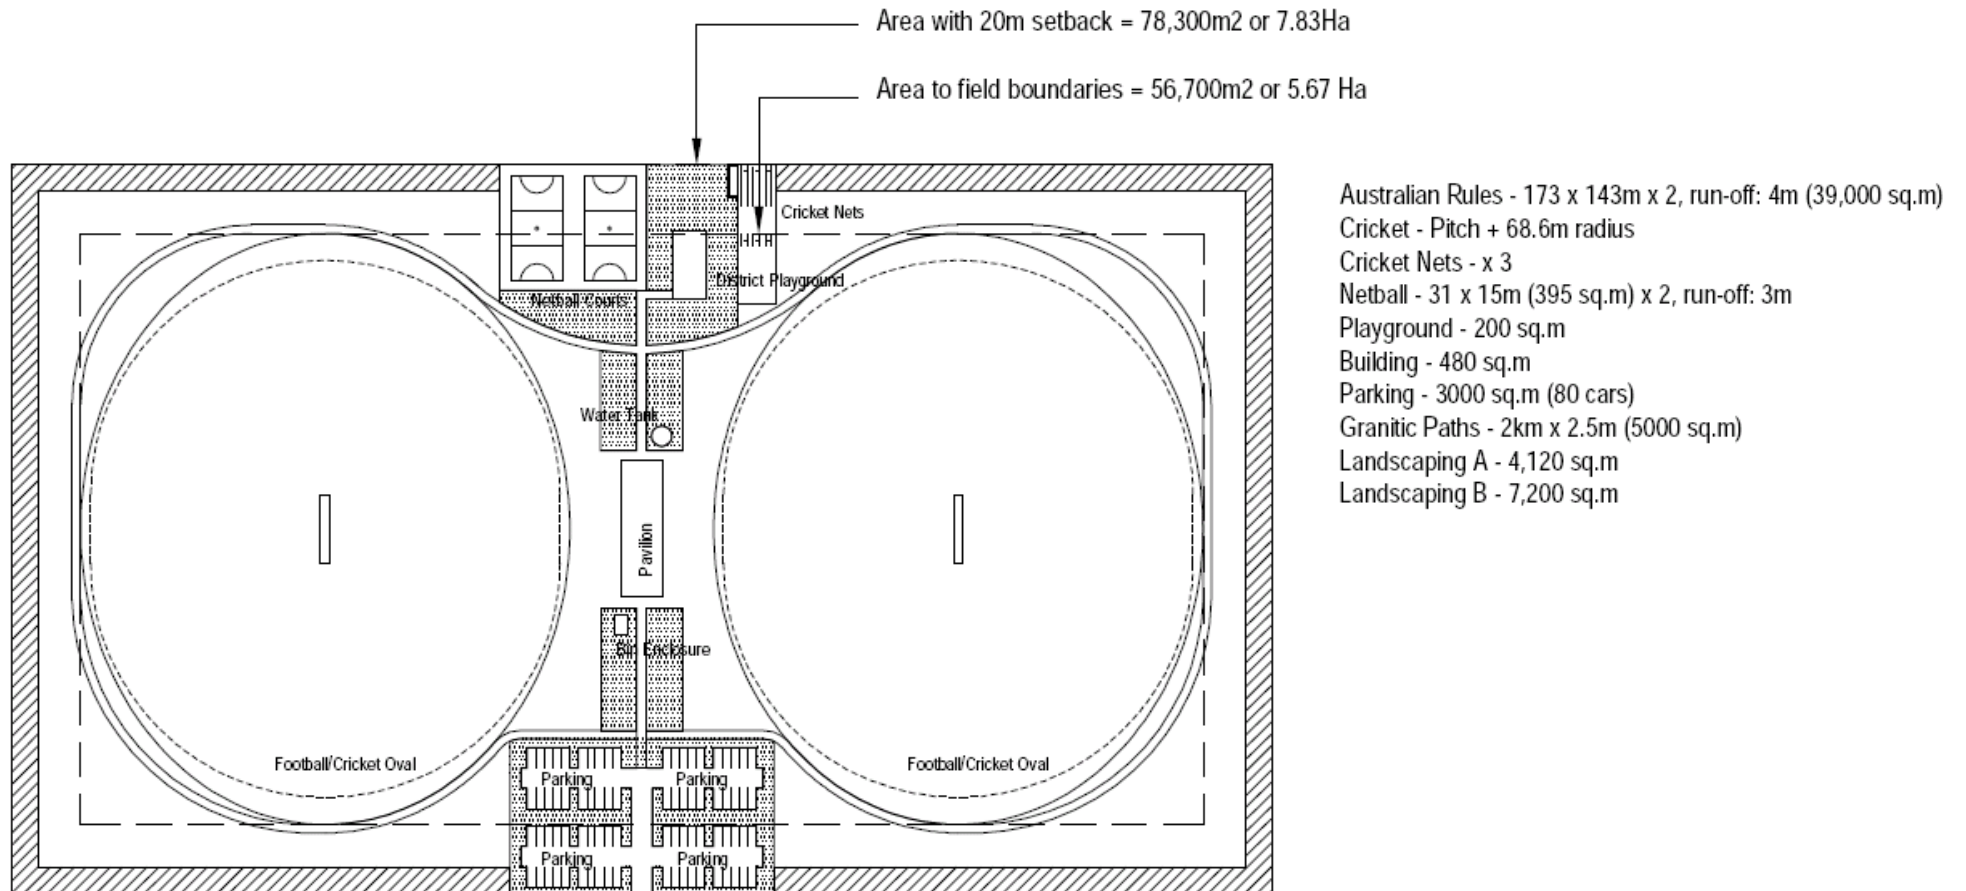 Area with 20m setback = 78,300m2 or 7.83Ha
Area to field boundaries = 56,700m2 or 5.67 Ha
Australian Rules - 173 x 143m x 2, run-off: 4m (39,000 sq.m)
Cricket - Pitch + 68.6m radius
Cricket Nets - x 3
Netball - 31 x 15m (395 sq.m) x 2, run-off: 3m
Playground - 200 sq.m
Building - 480 sq.m
Parking - 3000 sq.m (80 cars)
Granitic Paths - 2km x 2.5m (5000 sq.m)
Landscaping A - 4,120 sq.m
Landscaping B - 7,200 sq.m
Cricket Nets
District Playground
Netball Courts
Water Tank
Pavilion
Bin Enclosure
Football/Cricket Oval
Football/Cricket Oval
Parking
Parking
Parking
Parking